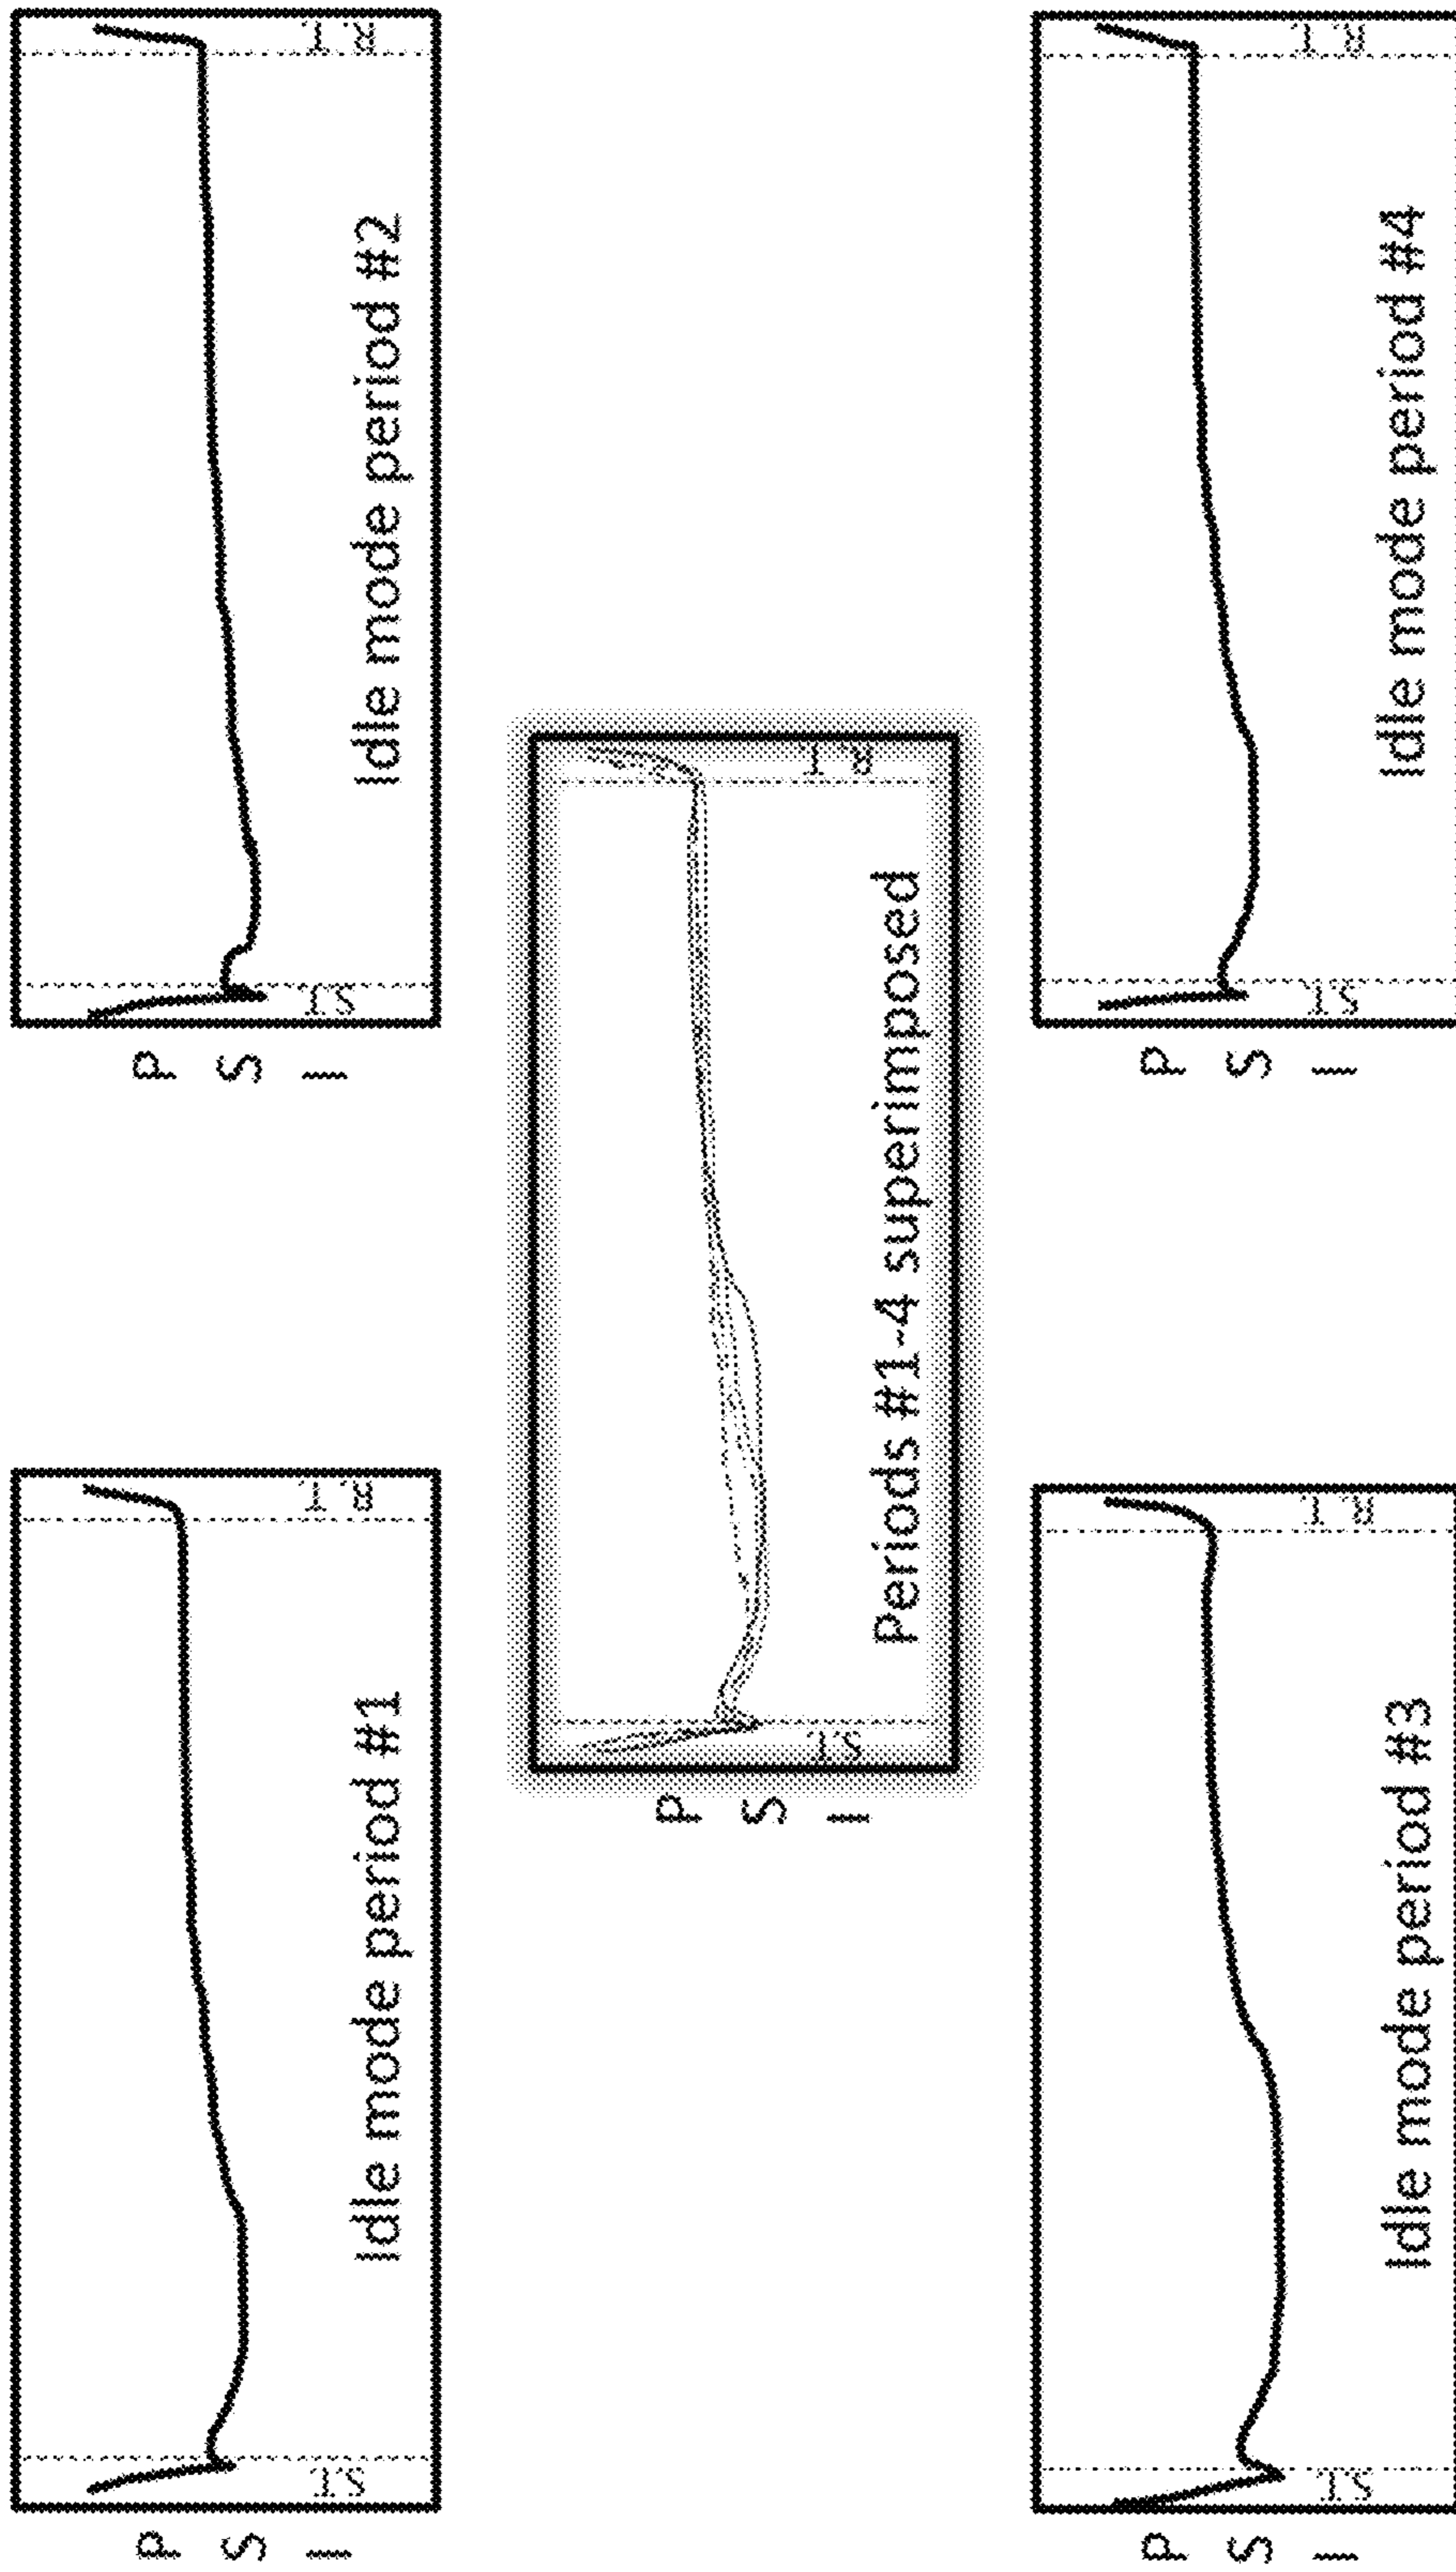 P
S
I
S.T.
R. T.
Idle mode period #1
P
S
I
S.T.
R. T.
Idle mode period #2
P
S
I
S.T.
R. T.
Periods #1-4 superimposed
P
S
I
S.T.
R. T.
Idle mode period #3
P
S
I
S.T.
R. T.
Idle mode period #4